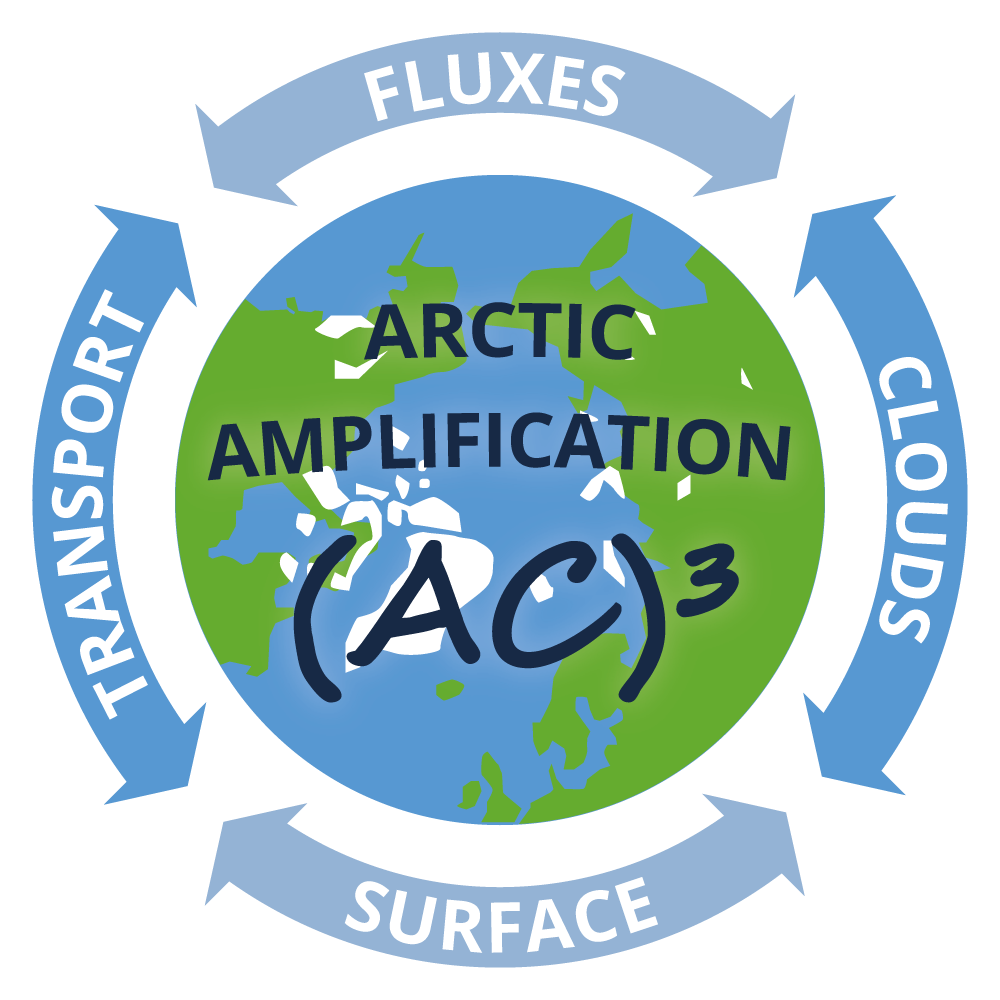 FLUXES
TRANSPORT
ARCTIC
AMPLIFICATION
(AC)³
CLOUDS
SURFACE